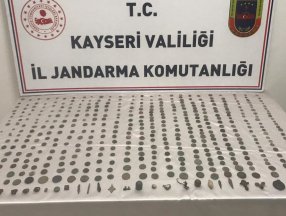 T.C.
KAYSERİ VALİLİĞİ
İL JANDARMA KOMUTANLIĞI